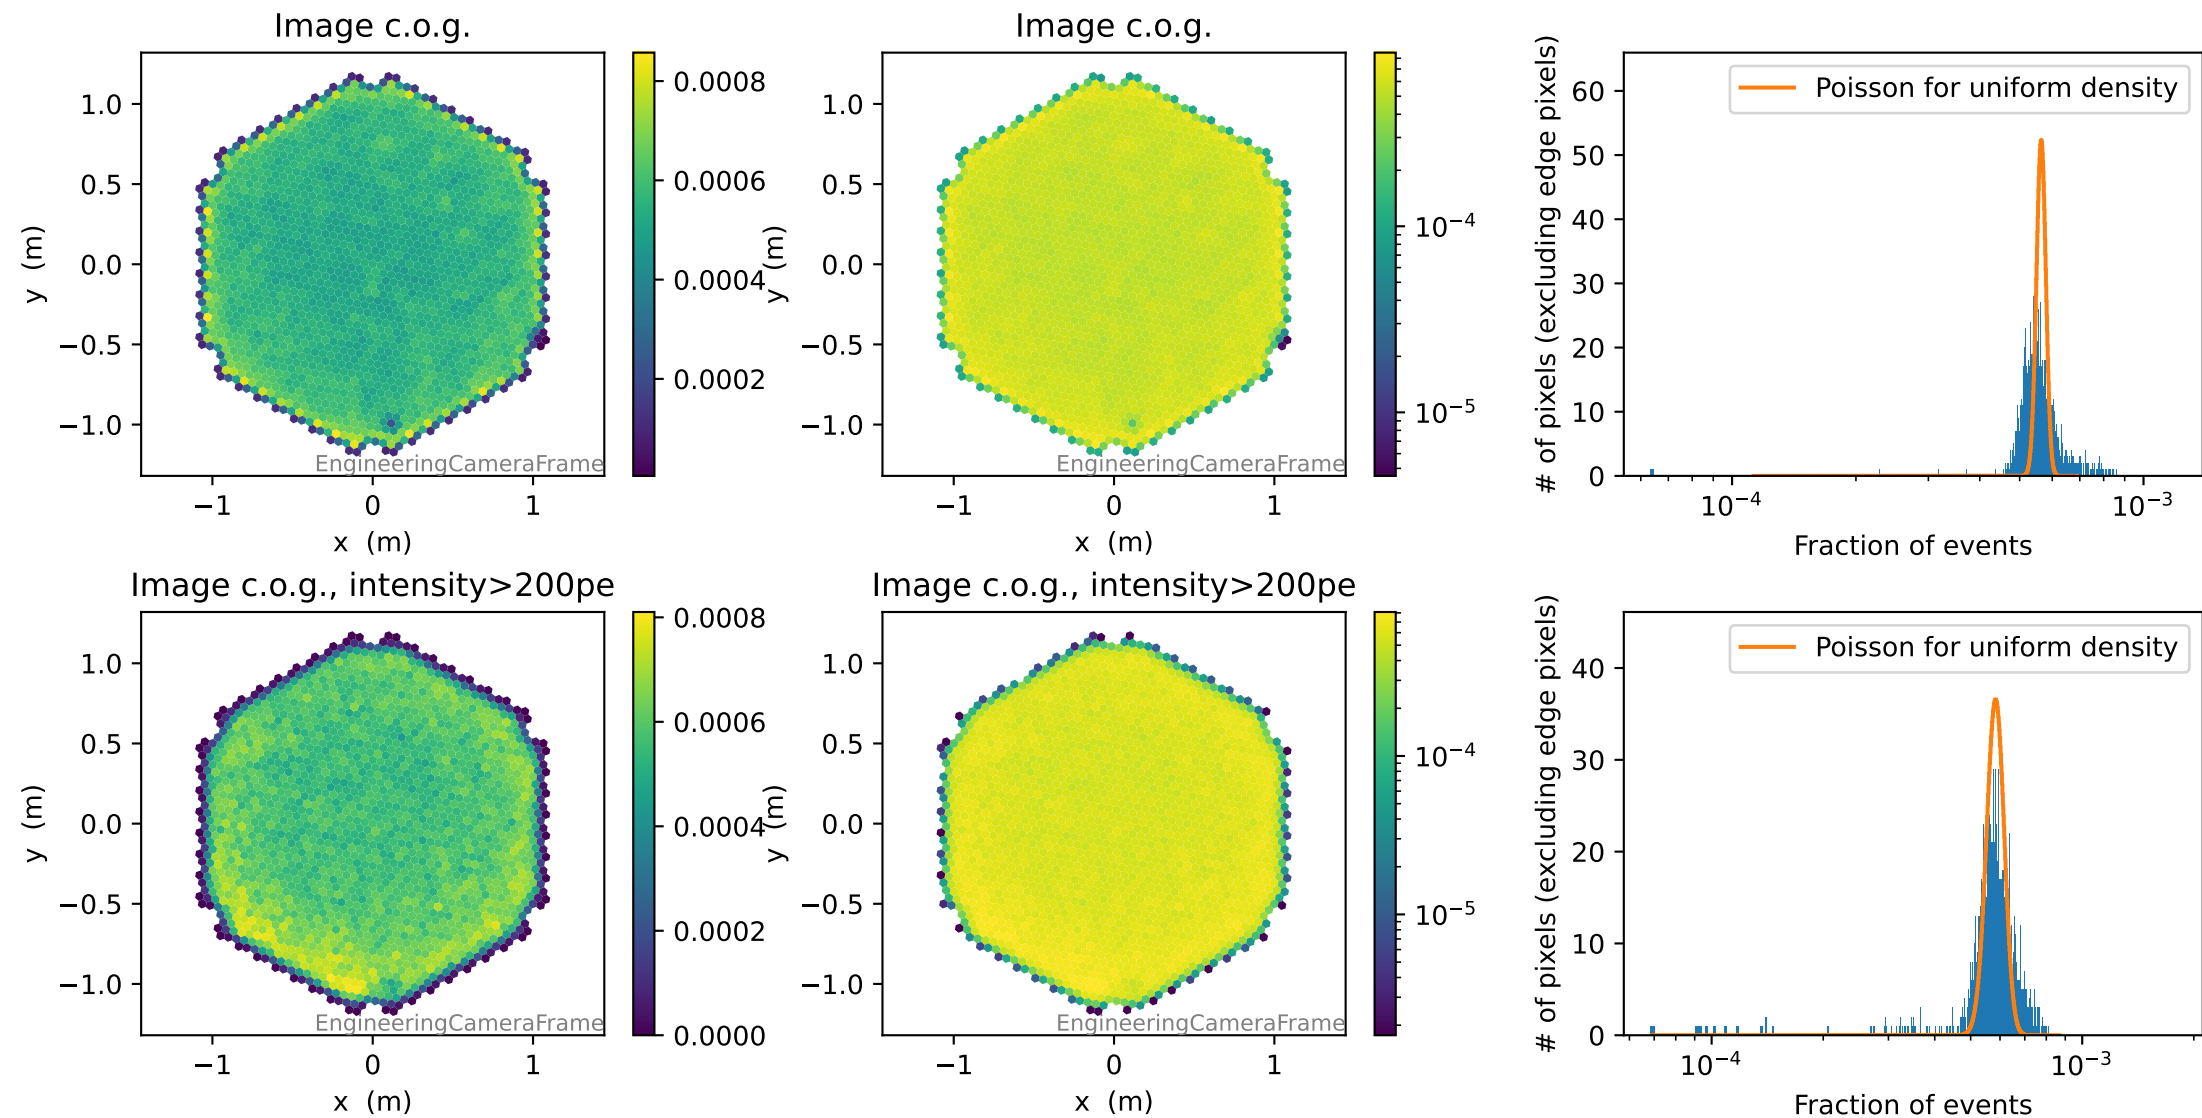 Image c.o.g.
1.0
0.5
0.0
−0.5
−1.0
y (m)
−1
0
1
x (m)
EngineeringCameraFrame
0.0008
0.0006
0.0004
0.0002
Image c.o.g.
1.0
0.5
0.0
−0.5
−1.0
y (m)
−1
0
1
x (m)
EngineeringCameraFrame
10⁻⁴
10⁻⁵
Poisson for uniform density
# of pixels (excluding edge pixels)
60
50
40
30
20
10
0
10⁻⁴
10⁻³
Fraction of events
Image c.o.g., intensity>200pe
1.0
0.5
0.0
−0.5
−1.0
y (m)
−1
0
1
x (m)
EngineeringCameraFrame
0.0008
0.0006
0.0004
0.0002
0.0000
Image c.o.g., intensity>200pe
1.0
0.5
0.0
−0.5
−1.0
y (m)
−1
0
1
x (m)
EngineeringCameraFrame
10⁻⁴
10⁻⁵
Poisson for uniform density
# of pixels (excluding edge pixels)
40
30
20
10
0
10⁻⁴
10⁻³
Fraction of events